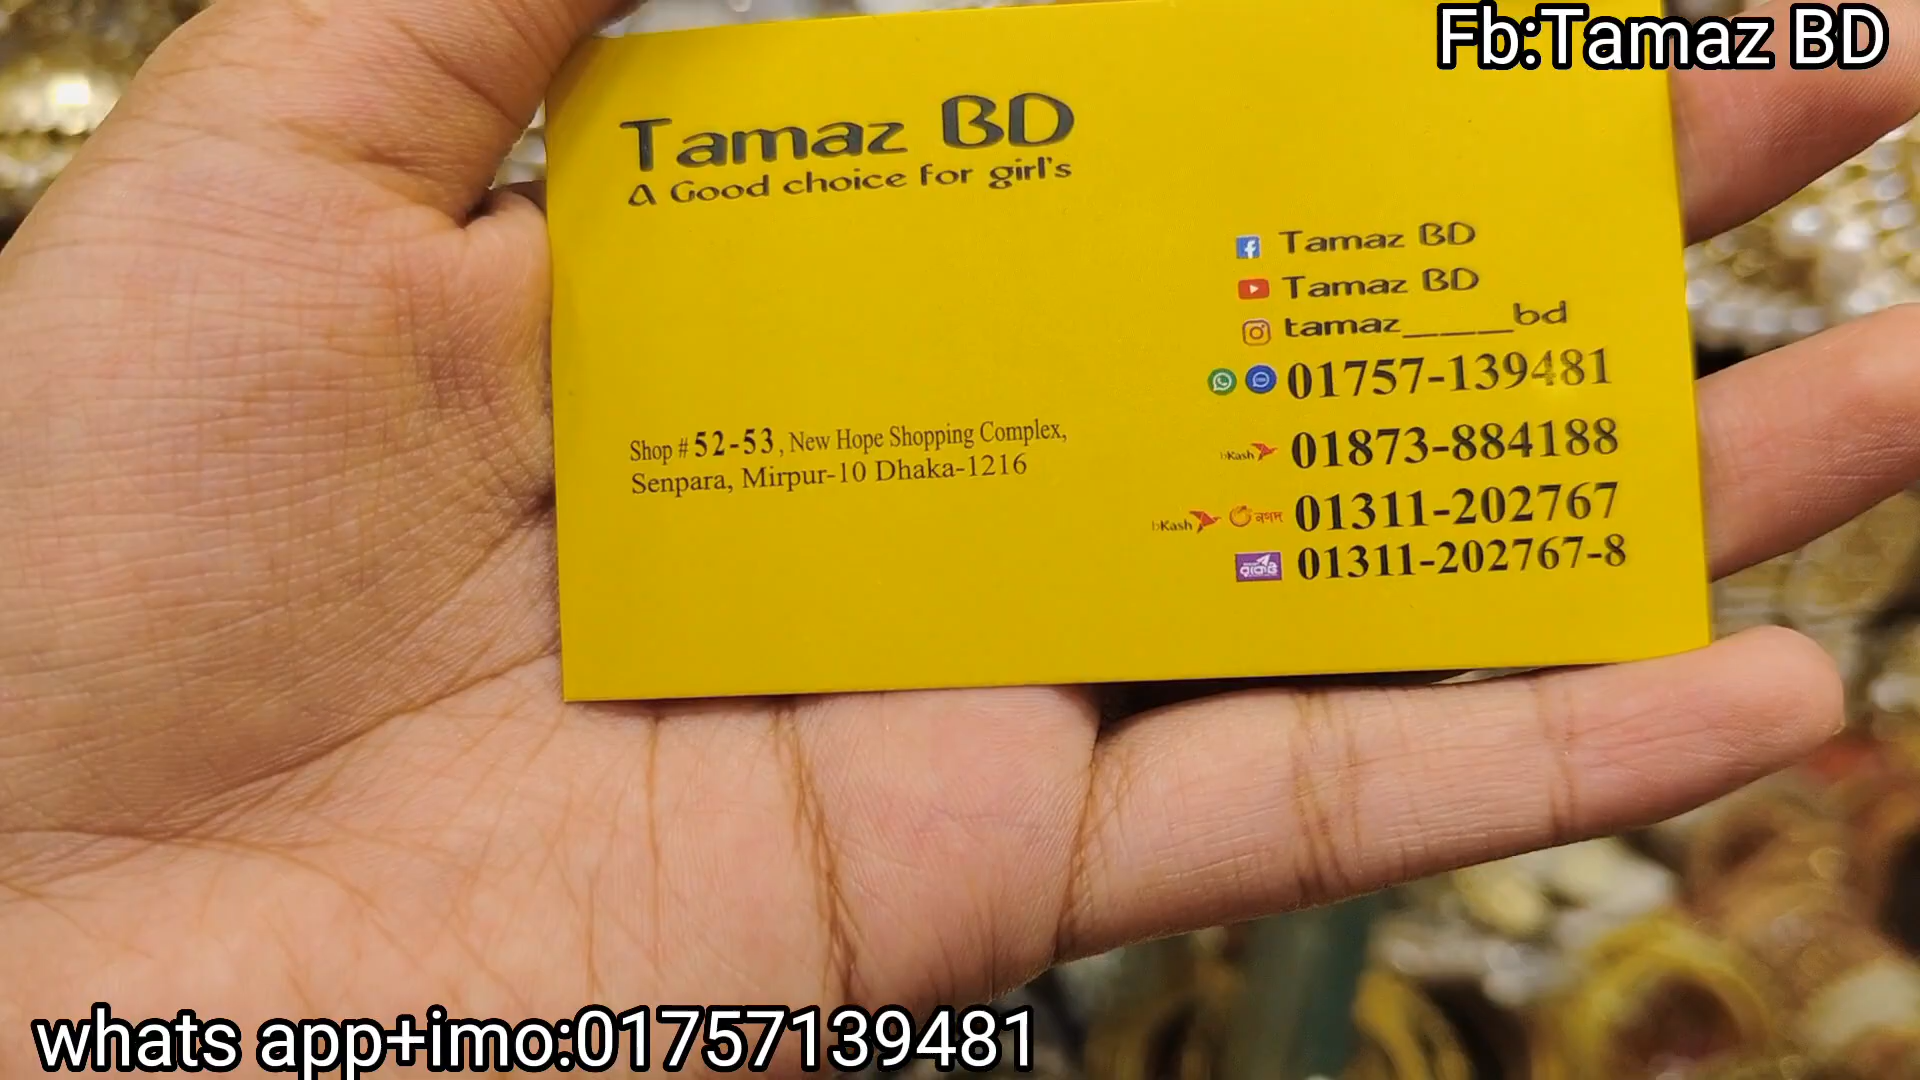 Fb:Tamaz BD
Tamaz BD
A Good choice for girl's
Tamaz BD
Tamaz BD
tamaz____bd
01757-139481
Shop # 52-53, New Hope Shopping Complex,
Senpara, Mirpur-10 Dhaka-1216
bKash 01873-884188
bKash নগদ 01311-202767
রকেট 01311-202767-8
whats app+imo:01757139481